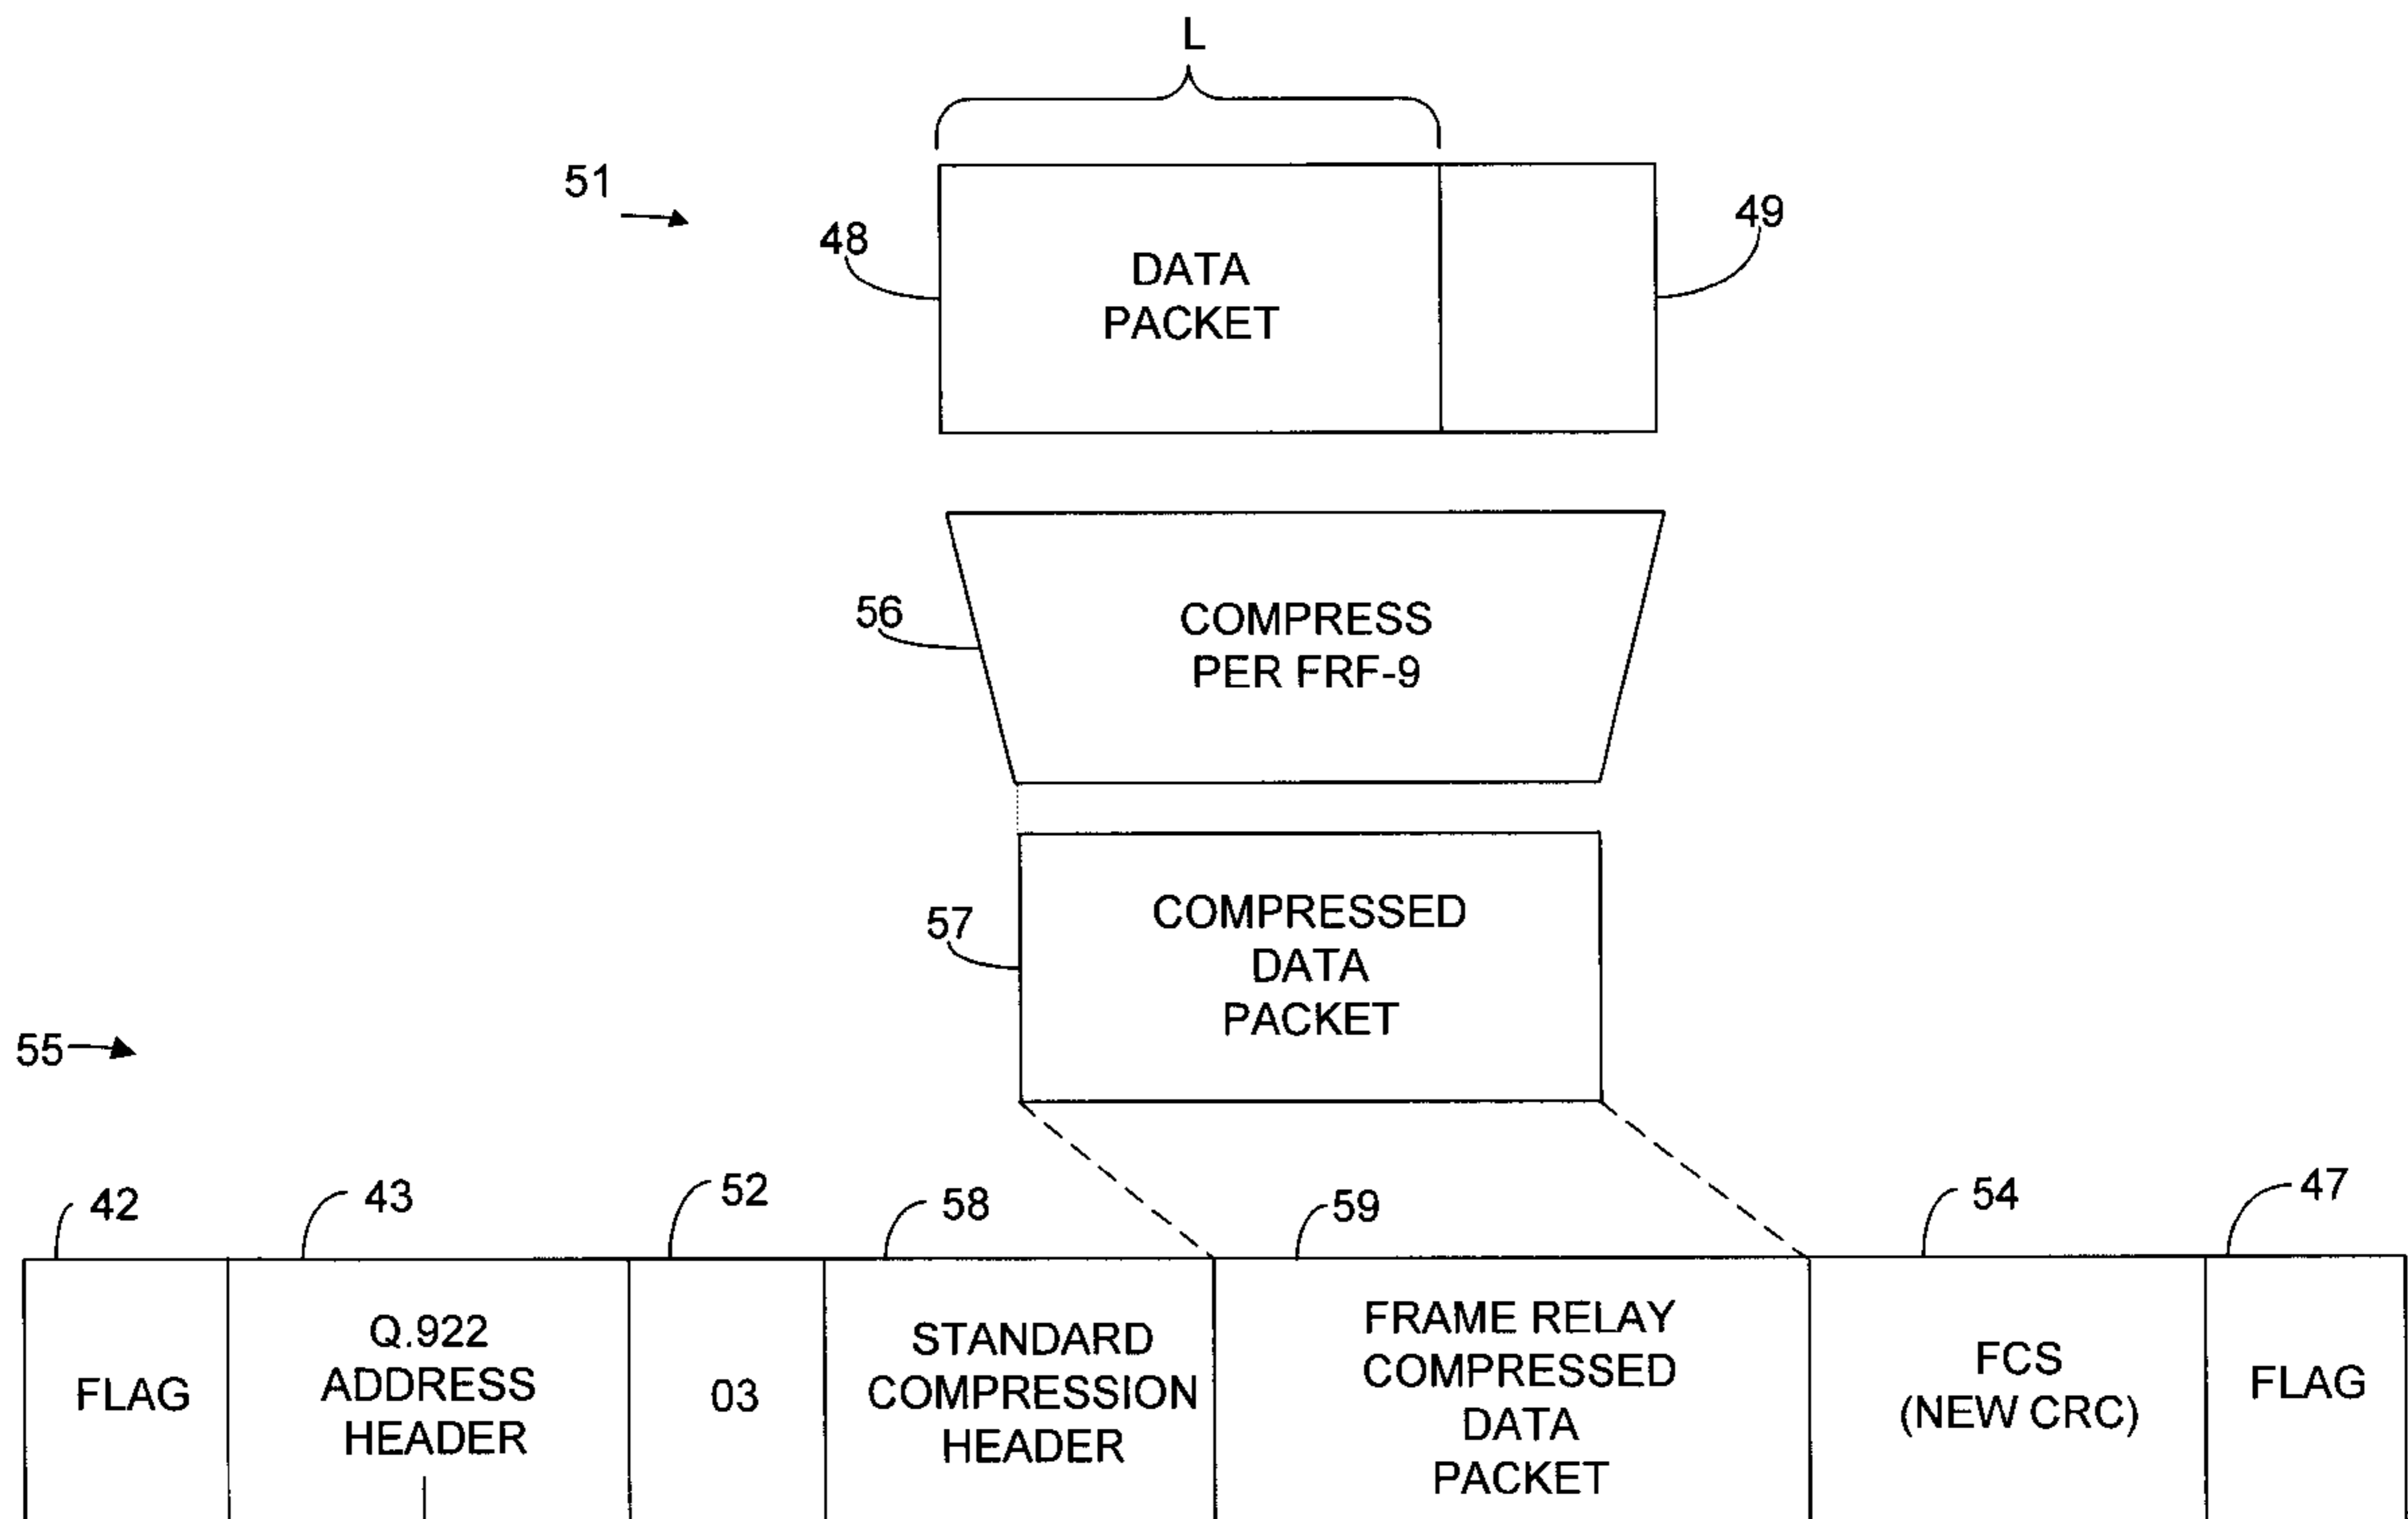 L
51
48
49
DATA
PACKET
56
COMPRESS
PER FRF-9
57
COMPRESSED
DATA
PACKET
55
42
43
52
58
59
54
47
FLAG
Q.922
ADDRESS
HEADER
03
STANDARD
COMPRESSION
HEADER
FRAME RELAY
COMPRESSED
DATA
PACKET
FCS
(NEW CRC)
FLAG